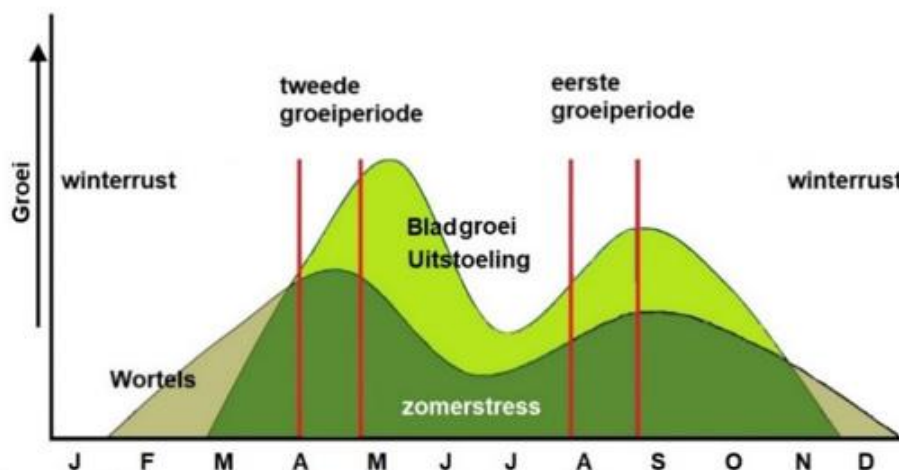 tweede
groeiperiode
eerste
groeiperiode
Groei
winterrust
winterrust
Bladgroei
Uitstoeling
Wortels
zomerstress
J F M A M J J A S O N D